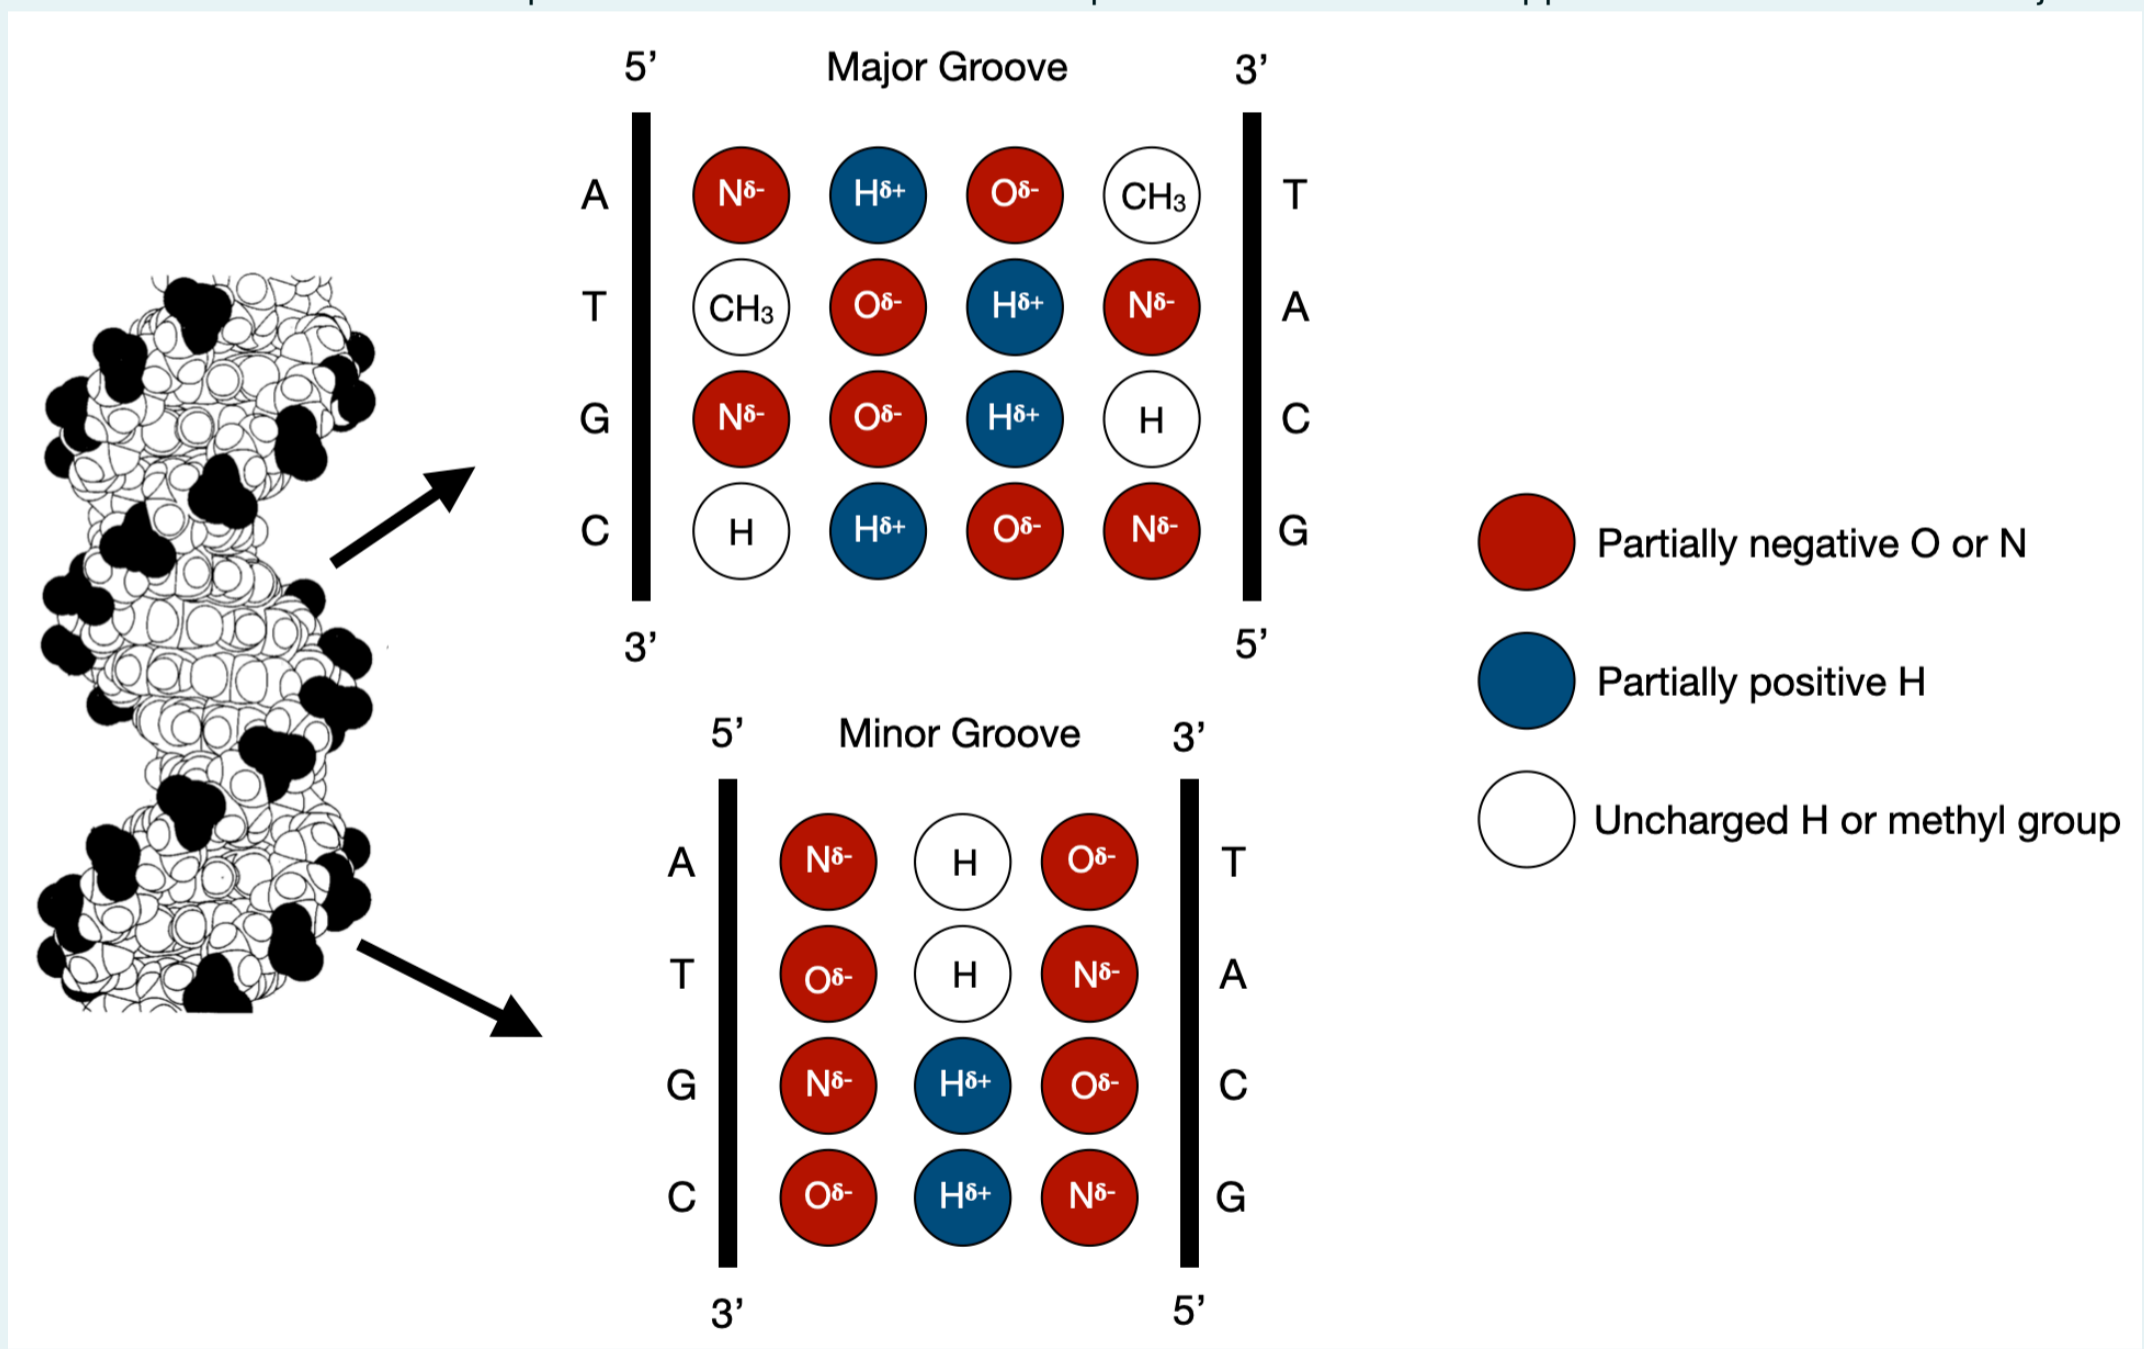 5’ Major Groove 3’
A Nδ- Hδ+ Oδ- CH₃ T
T CH₃ Oδ- Hδ+ Nδ- A
G Nδ- Oδ- Hδ+ H C
C H Hδ+ Oδ- Nδ- G
3’ 5’
Partially negative O or N
Partially positive H
Uncharged H or methyl group
5’ Minor Groove 3’
A Nδ- H Oδ- T
T Oδ- H Nδ- A
G Nδ- Hδ+ Oδ- C
C Oδ- Hδ+ Nδ- G
3’ 5’